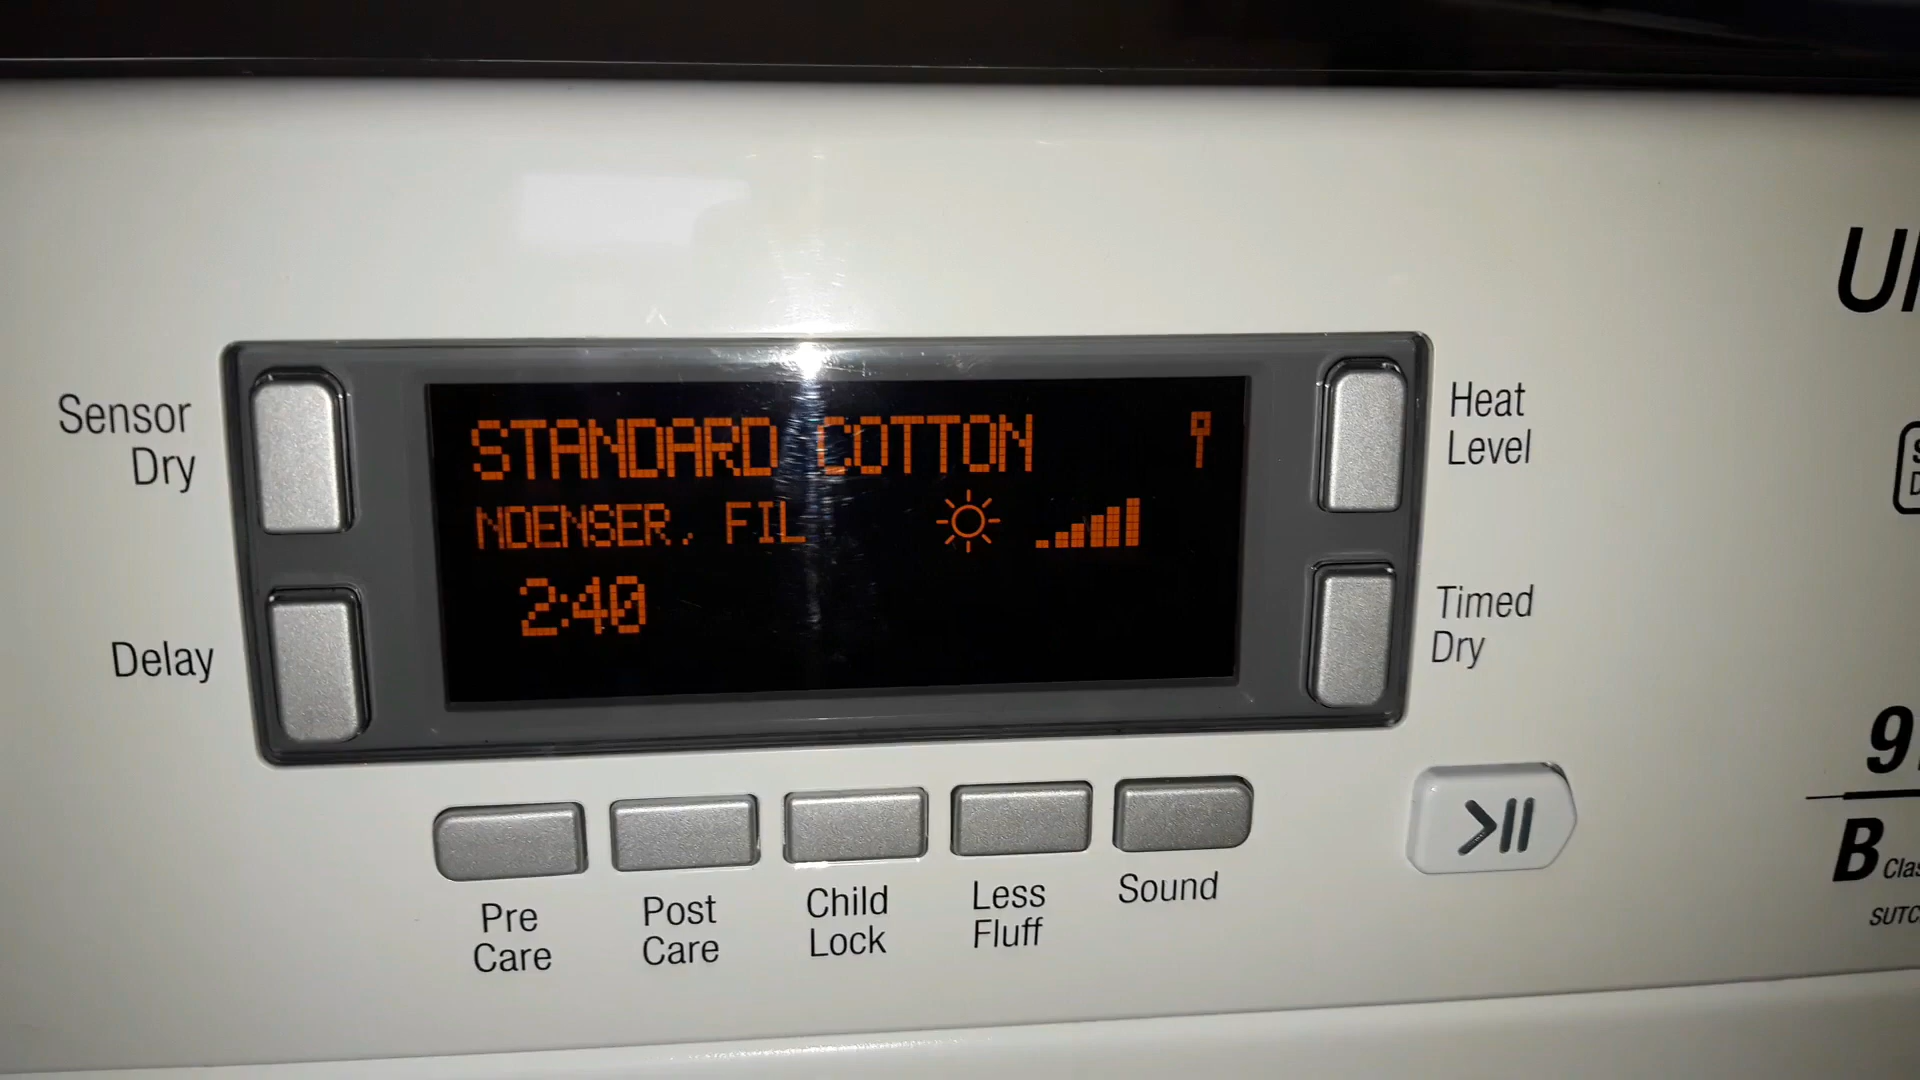 Sensor
Dry
Delay
STANDARD COTTON
NDENSER, FIL
2:40
Heat
Level
Timed
Dry
Pre
Care
Post
Care
Child
Lock
Less
Fluff
Sound
9
B